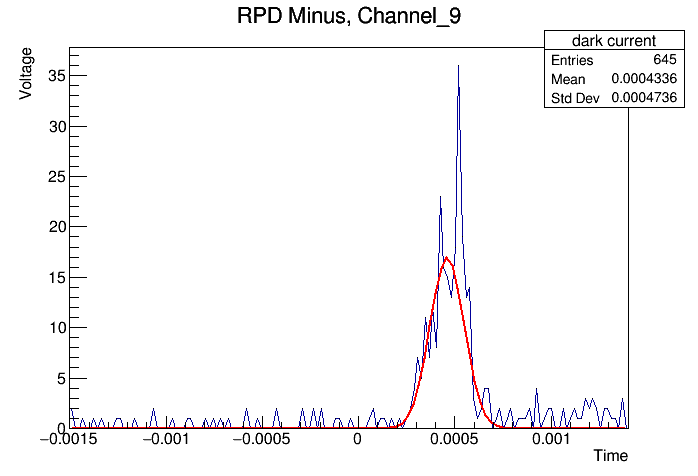 RPD Minus, Channel_9
dark current
Entries 645
Mean 0.0004336
Std Dev 0.0004736
Voltage
35
30
25
20
15
10
5
0
−0.0015 −0.001 −0.0005 0 0.0005 0.001
Time